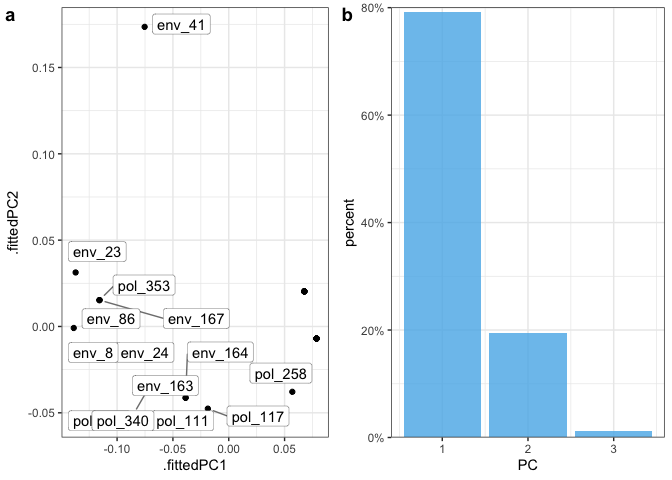 a
env_41
0.15
0.10
.fittedPC2
0.05
env_23
pol_353
env_86
env_167
0.00
env_8
env_24
env_164
env_163
pol_258
-0.05
pol_340
pol_111
pol_117
-0.10
-0.05
0.00
0.05
.fittedPC1
b
80%
60%
percent
40%
20%
0%
1
2
3
PC